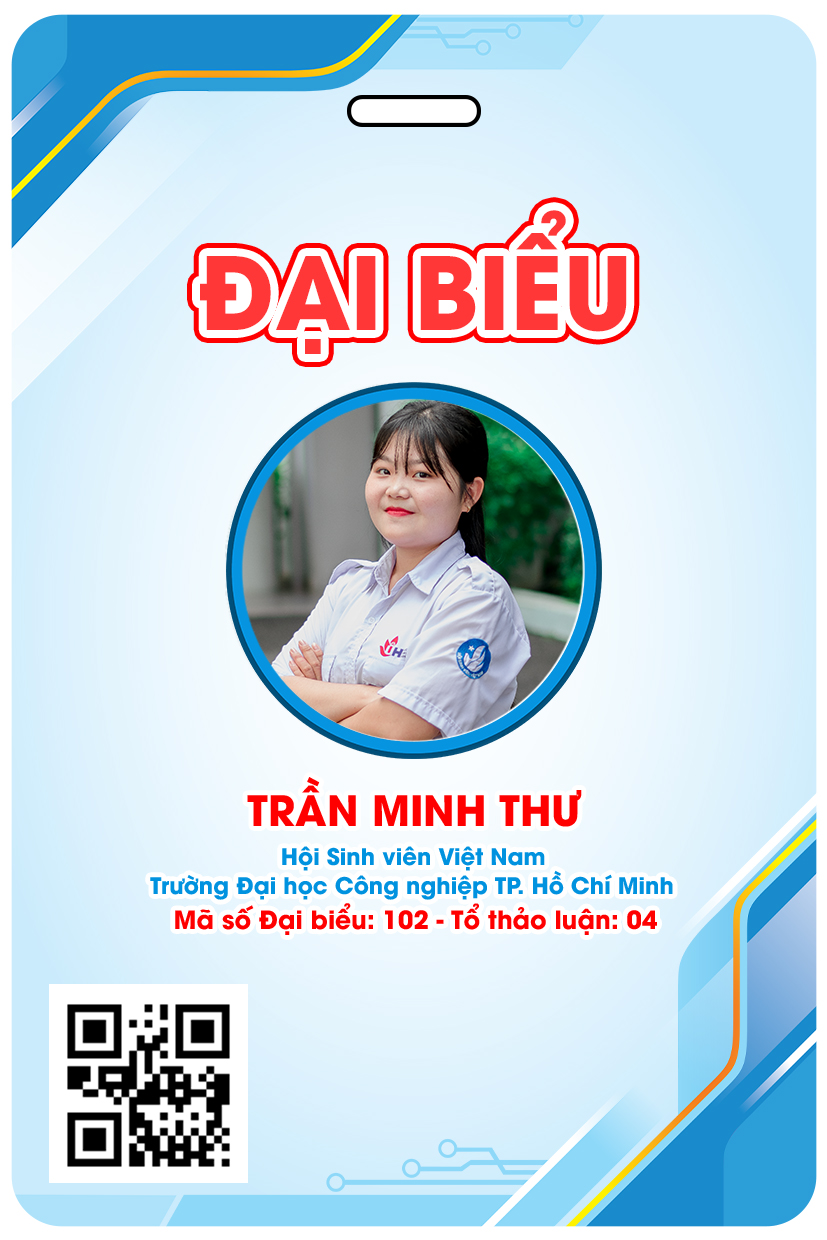 ĐẠI BIỂU
TRẦN MINH THƯ
Hội Sinh viên Việt Nam
Trường Đại học Công nghiệp TP. Hồ Chí Minh
Mã số Đại biểu: 102 - Tổ thảo luận: 04